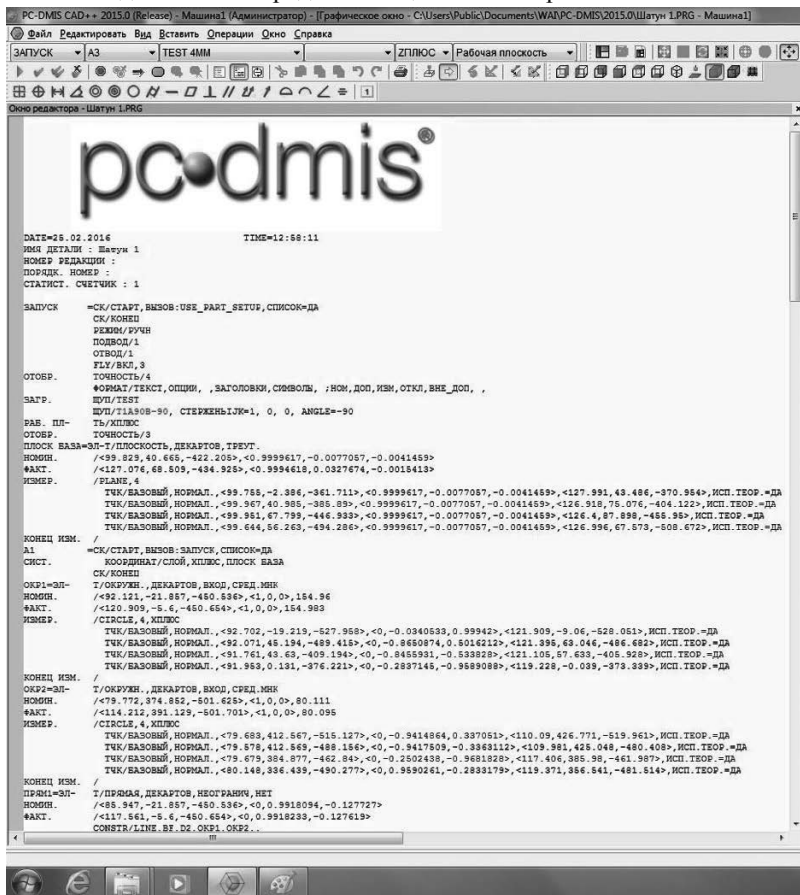 PC-DMIS CAD++ 2015.0 (Release) - Машина1 (Администратор) - [Графическое окно - C:\Users\Public\Documents\WAI\PC-DMIS\2015.0\Шатун 1.PRG - Машина1]
Файл Редактировать Вид Вставить Операции Окно Справка
ЗАПУСК A3 TEST 4MM ZПЛЮС Рабочая плоскость
Окно редактора - Шатун 1.PRG
pc dmis®
DATE=25.02.2016 TIME=12:58:11
ИМЯ ДЕТАЛИ : Шатун 1
НОМЕР РЕДАКЦИИ :
ПОРЯДК. НОМЕР :
СТАТИСТ. СЧЕТЧИК : 1
ЗАПУСК =СК/СТАРТ,ВЫЗОВ:USE_PART_SETUP,СПИСОК=ДА
СК/КОНЕЦ
РЕЖИМ/РУЧН
ПОДВОД/1
ОТВОД/1
FLY/ВКЛ,3
ОТОБР. ТОЧНОСТЬ/4
ФОРМАТ/ТЕКСТ,ОПЦИИ, ,ЗАГОЛОВКИ,СИМВОЛЫ, ;НОМ,ДОП,ИЗМ,ОТКЛ,ВНЕ_ДОП, ,
ЗАГР. ЩУП/TEST
ЩУП/T1A90B-90, СТЕРЖЕНЬIJK=1, 0, 0, ANGLE=-90
РАБ. ПЛ- ТЬ/XПЛЮС
ОТОБР. ТОЧНОСТЬ/3
ПЛОСК БАЗА=ЭЛ-Т/ПЛОСКОСТЬ,ДЕКАРТОВ,ТРЕУГ.
НОМИН. /<99.829,40.665,-422.205>,<0.9999617,-0.0077057,-0.0041459>
ФАКТ. /<127.076,68.509,-434.925>,<0.9994618,0.0327674,-0.0015413>
ИЗМЕР. /PLANE,4
ТЧК/БАЗОВЫЙ,НОРМАЛ.,<99.755,-2.386,-361.711>,<0.9999617,-0.0077057,-0.0041459>,<127.991,43.486,-370.954>,ИСП.ТЕОР.=ДА
ТЧК/БАЗОВЫЙ,НОРМАЛ.,<99.967,40.985,-385.89>,<0.9999617,-0.0077057,-0.0041459>,<126.918,75.076,-404.122>,ИСП.ТЕОР.=ДА
ТЧК/БАЗОВЫЙ,НОРМАЛ.,<99.951,67.799,-446.933>,<0.9999617,-0.0077057,-0.0041459>,<126.4,87.898,-455.95>,ИСП.ТЕОР.=ДА
ТЧК/БАЗОВЫЙ,НОРМАЛ.,<99.644,56.263,-494.286>,<0.9999617,-0.0077057,-0.0041459>,<126.996,67.573,-508.672>,ИСП.ТЕОР.=ДА
КОНЕЦ ИЗМ. /
A1 =СК/СТАРТ,ВЫЗОВ:ЗАПУСК,СПИСОК=ДА
СИСТ. КООРДИНАТ/СЛОЙ,XПЛЮС,ПЛОСК БАЗА
СК/КОНЕЦ
ОКР1=ЭЛ- Т/ОКРУЖН.,ДЕКАРТОВ,ВХОД,СРЕД.МНК
НОМИН. /<92.121,-21.857,-450.536>,<1,0,0>,154.96
ФАКТ. /<120.909,-5.6,-450.654>,<1,0,0>,154.983
ИЗМЕР. /CIRCLE,4,XПЛЮС
ТЧК/БАЗОВЫЙ,НОРМАЛ.,<92.702,-19.219,-527.958>,<0,-0.0340533,0.99942>,<121.909,-9.06,-528.051>,ИСП.ТЕОР.=ДА
ТЧК/БАЗОВЫЙ,НОРМАЛ.,<92.071,45.194,-489.415>,<0,-0.8650874,0.5016212>,<121.395,63.046,-486.682>,ИСП.ТЕОР.=ДА
ТЧК/БАЗОВЫЙ,НОРМАЛ.,<91.761,43.63,-409.194>,<0,-0.8455931,-0.533828>,<121.105,57.633,-405.928>,ИСП.ТЕОР.=ДА
ТЧК/БАЗОВЫЙ,НОРМАЛ.,<91.953,0.131,-376.221>,<0,-0.2837145,-0.9589088>,<119.228,-0.039,-373.339>,ИСП.ТЕОР.=ДА
КОНЕЦ ИЗМ. /
ОКР2=ЭЛ- Т/ОКРУЖН.,ДЕКАРТОВ,ВХОД,СРЕД.МНК
НОМИН. /<79.772,374.852,-501.625>,<1,0,0>,80.111
ФАКТ. /<114.212,391.129,-501.701>,<1,0,0>,80.095
ИЗМЕР. /CIRCLE,4,XПЛЮС
ТЧК/БАЗОВЫЙ,НОРМАЛ.,<79.683,412.567,-515.127>,<0,-0.9414864,0.337051>,<110.09,426.771,-519.961>,ИСП.ТЕОР.=ДА
ТЧК/БАЗОВЫЙ,НОРМАЛ.,<79.578,412.569,-488.156>,<0,-0.9417509,-0.3363112>,<109.981,425.048,-480.408>,ИСП.ТЕОР.=ДА
ТЧК/БАЗОВЫЙ,НОРМАЛ.,<79.679,384.877,-462.84>,<0,-0.2502438,-0.9681828>,<117.406,385.98,-461.987>,ИСП.ТЕОР.=ДА
ТЧК/БАЗОВЫЙ,НОРМАЛ.,<80.148,336.439,-490.277>,<0,0.9590261,-0.2833179>,<119.371,356.541,-481.514>,ИСП.ТЕОР.=ДА
КОНЕЦ ИЗМ. /
ПРЯМ1=ЭЛ- Т/ПРЯМАЯ,ДЕКАРТОВ,НЕОГРАНИЧ,НЕТ
НОМИН. /<85.947,-21.857,-450.536>,<0,0.9918094,-0.127727>
ФАКТ. /<117.561,-5.6,-450.654>,<0,0.9918233,-0.127619>
CONSTR/LINE,BF,D2,ОКР1,ОКР2,,